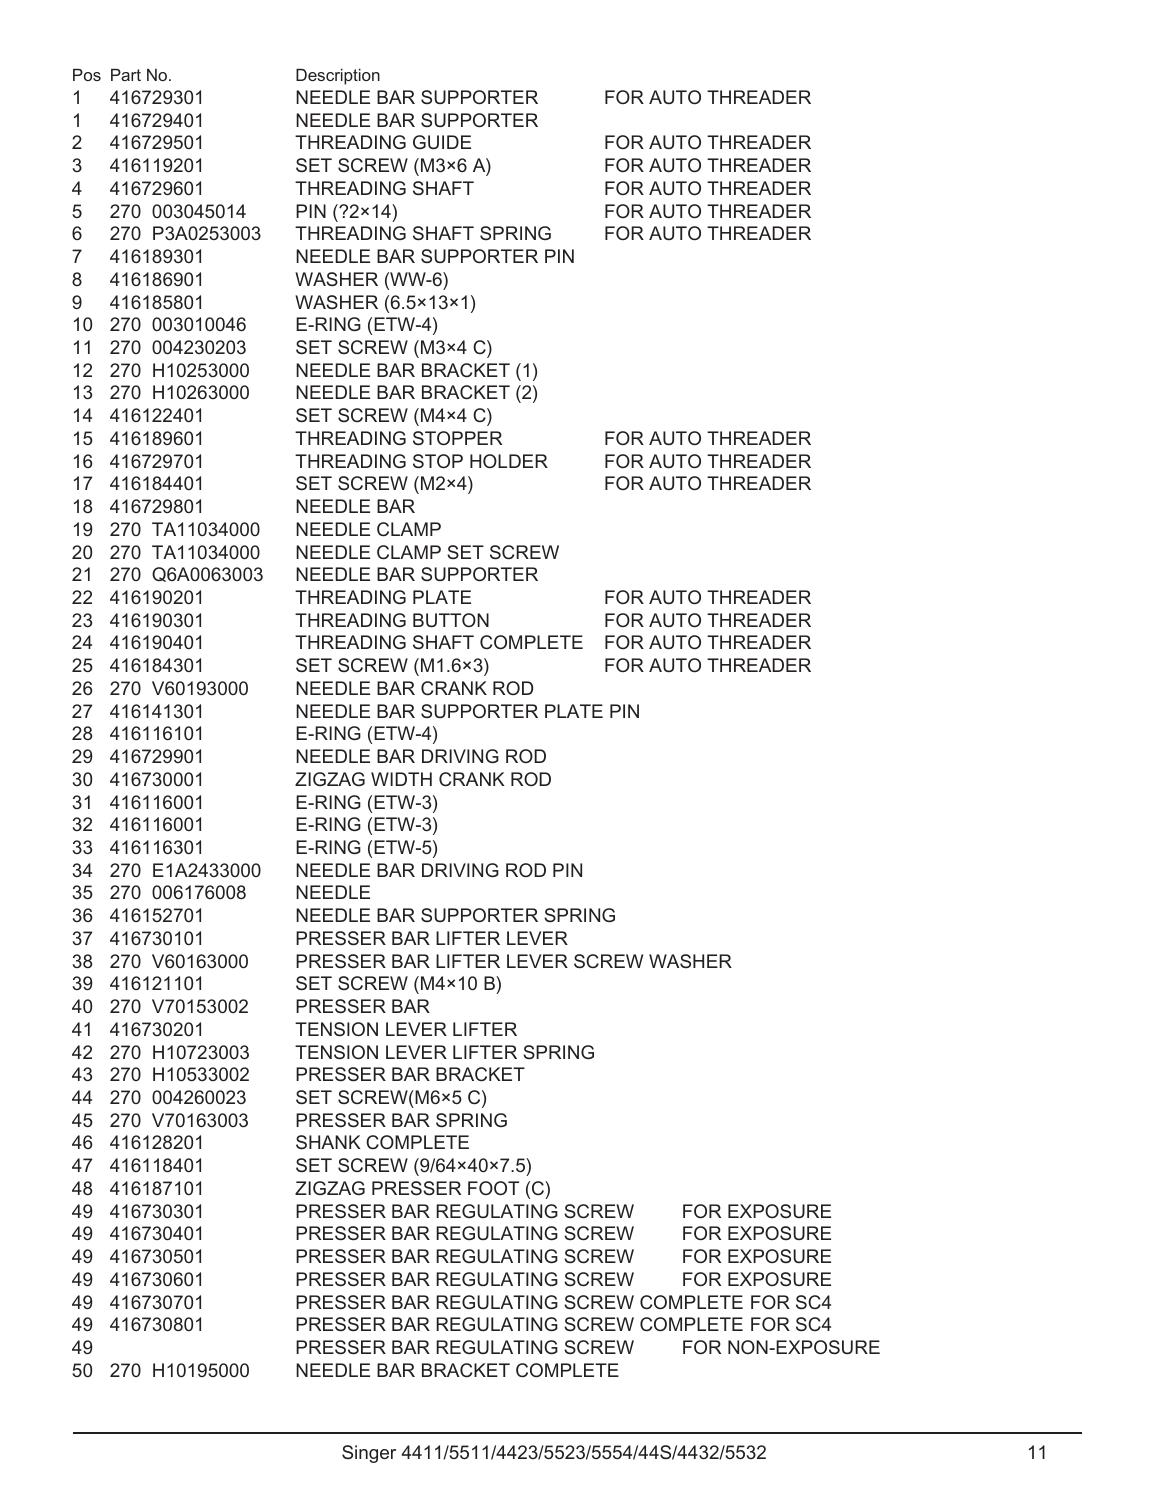 Pos Part No. Description
1 416729301 NEEDLE BAR SUPPORTER FOR AUTO THREADER
1 416729401 NEEDLE BAR SUPPORTER
2 416729501 THREADING GUIDE FOR AUTO THREADER
3 416119201 SET SCREW (M3×6 A) FOR AUTO THREADER
4 416729601 THREADING SHAFT FOR AUTO THREADER
5 270 003045014 PIN (?2×14) FOR AUTO THREADER
6 270 P3A0253003 THREADING SHAFT SPRING FOR AUTO THREADER
7 416189301 NEEDLE BAR SUPPORTER PIN
8 416186901 WASHER (WW-6)
9 416185801 WASHER (6.5×13×1)
10 270 003010046 E-RING (ETW-4)
11 270 004230203 SET SCREW (M3×4 C)
12 270 H10253000 NEEDLE BAR BRACKET (1)
13 270 H10263000 NEEDLE BAR BRACKET (2)
14 416122401 SET SCREW (M4×4 C)
15 416189601 THREADING STOPPER FOR AUTO THREADER
16 416729701 THREADING STOP HOLDER FOR AUTO THREADER
17 416184401 SET SCREW (M2×4) FOR AUTO THREADER
18 416729801 NEEDLE BAR
19 270 TA11034000 NEEDLE CLAMP
20 270 TA11034000 NEEDLE CLAMP SET SCREW
21 270 Q6A0063003 NEEDLE BAR SUPPORTER
22 416190201 THREADING PLATE FOR AUTO THREADER
23 416190301 THREADING BUTTON FOR AUTO THREADER
24 416190401 THREADING SHAFT COMPLETE FOR AUTO THREADER
25 416184301 SET SCREW (M1.6×3) FOR AUTO THREADER
26 270 V60193000 NEEDLE BAR CRANK ROD
27 416141301 NEEDLE BAR SUPPORTER PLATE PIN
28 416116101 E-RING (ETW-4)
29 416729901 NEEDLE BAR DRIVING ROD
30 416730001 ZIGZAG WIDTH CRANK ROD
31 416116001 E-RING (ETW-3)
32 416116001 E-RING (ETW-3)
33 416116301 E-RING (ETW-5)
34 270 E1A2433000 NEEDLE BAR DRIVING ROD PIN
35 270 006176008 NEEDLE
36 416152701 NEEDLE BAR SUPPORTER SPRING
37 416730101 PRESSER BAR LIFTER LEVER
38 270 V60163000 PRESSER BAR LIFTER LEVER SCREW WASHER
39 416121101 SET SCREW (M4×10 B)
40 270 V70153002 PRESSER BAR
41 416730201 TENSION LEVER LIFTER
42 270 H10723003 TENSION LEVER LIFTER SPRING
43 270 H10533002 PRESSER BAR BRACKET
44 270 004260023 SET SCREW(M6×5 C)
45 270 V70163003 PRESSER BAR SPRING
46 416128201 SHANK COMPLETE
47 416118401 SET SCREW (9/64×40×7.5)
48 416187101 ZIGZAG PRESSER FOOT (C)
49 416730301 PRESSER BAR REGULATING SCREW FOR EXPOSURE
49 416730401 PRESSER BAR REGULATING SCREW FOR EXPOSURE
49 416730501 PRESSER BAR REGULATING SCREW FOR EXPOSURE
49 416730601 PRESSER BAR REGULATING SCREW FOR EXPOSURE
49 416730701 PRESSER BAR REGULATING SCREW COMPLETE FOR SC4
49 416730801 PRESSER BAR REGULATING SCREW COMPLETE FOR SC4
49 PRESSER BAR REGULATING SCREW FOR NON-EXPOSURE
50 270 H10195000 NEEDLE BAR BRACKET COMPLETE
Singer 4411/5511/4423/5523/5554/44S/4432/5532 11